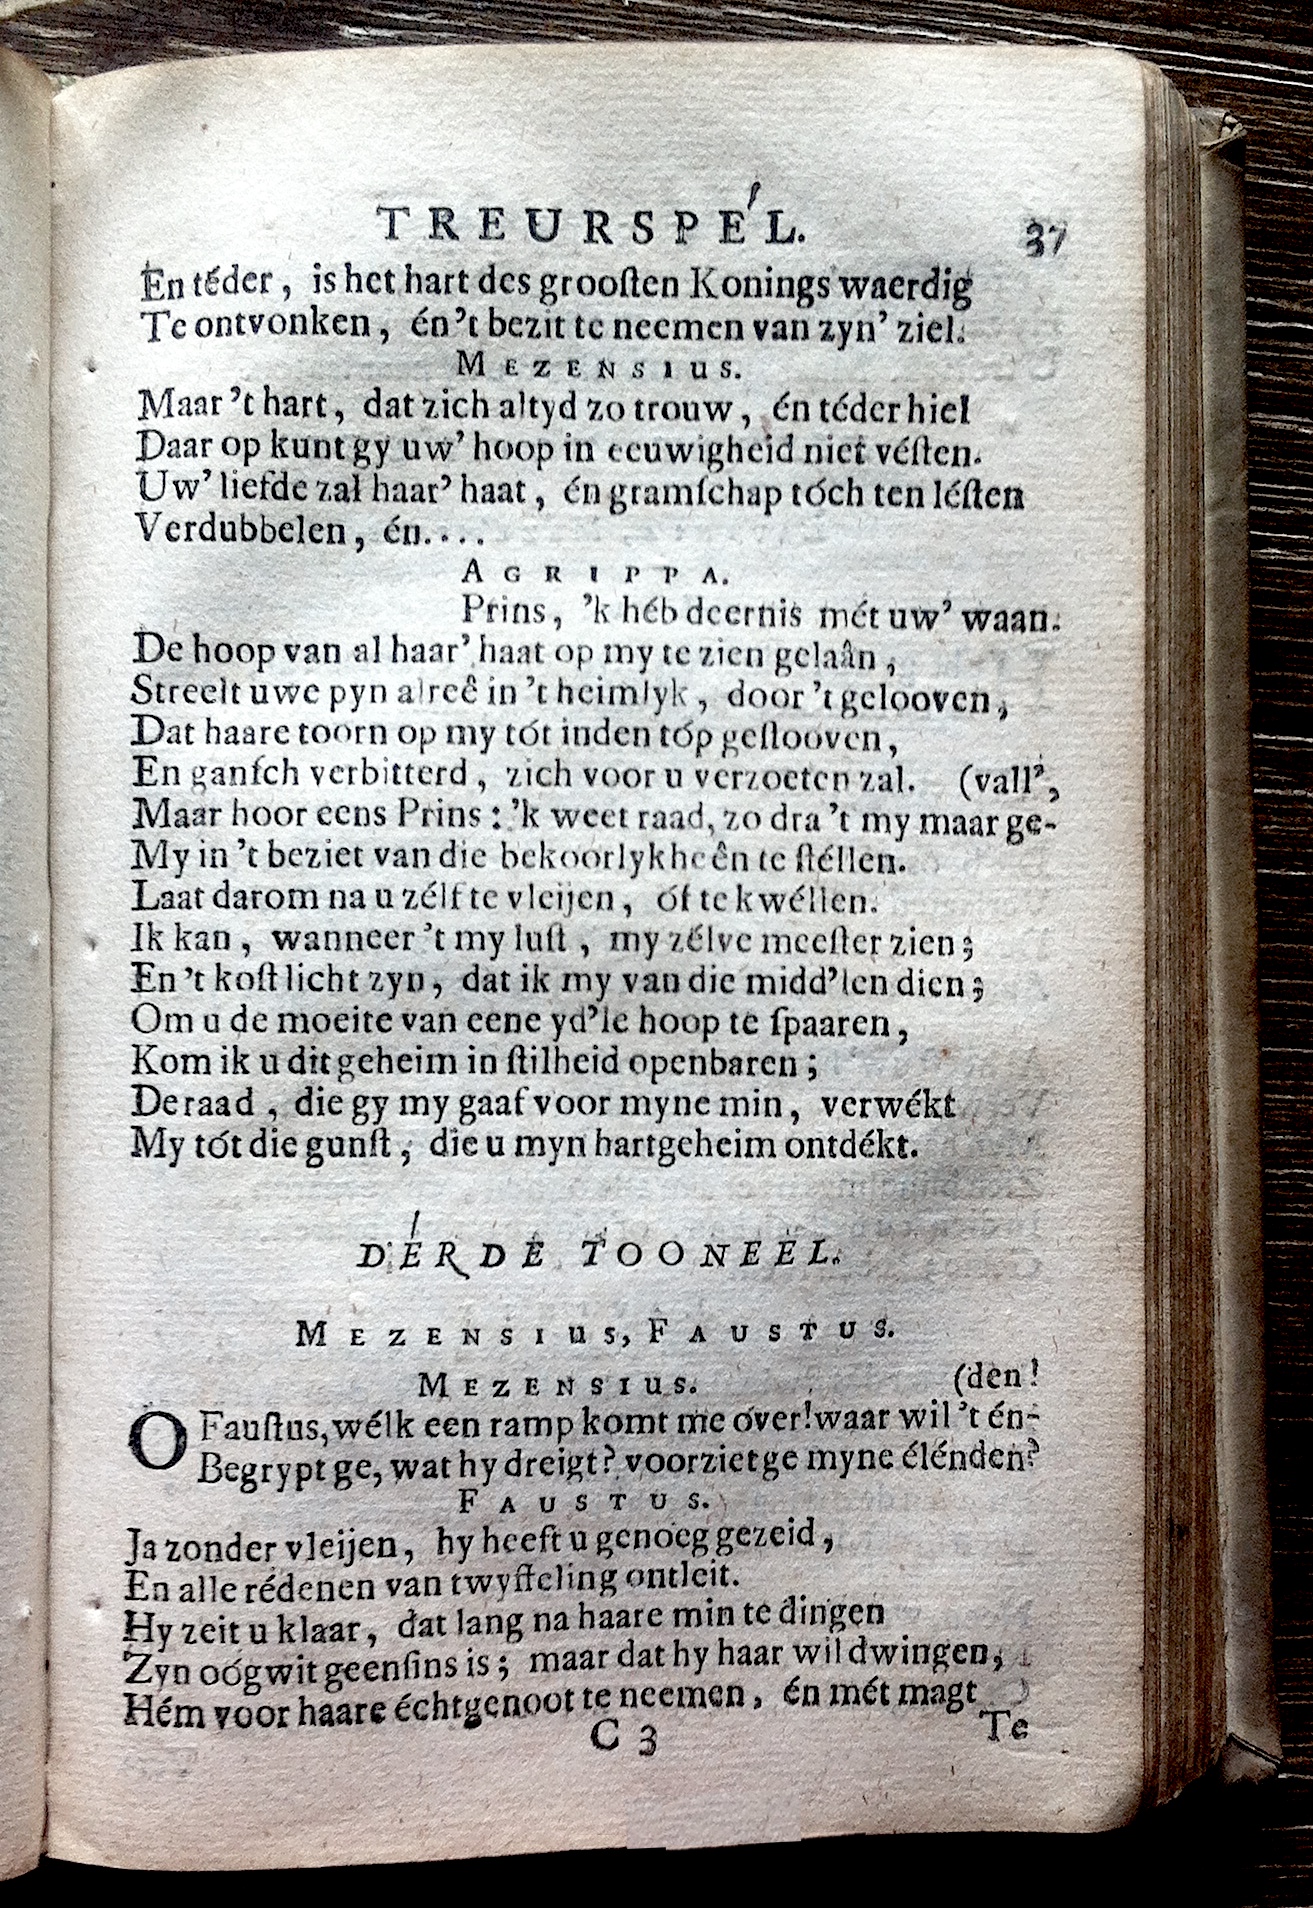 TREURSPÉL. 37
En téder, is het hart des grooſten Konings waerdig
Te ontvonken, én 't bezit te neemen van zyn' ziel.
MEZENSIUS.
Maar 't hart, dat zich altyd zo trouw, én téder hiel
Daar op kunt gy uw' hoop in eeuwigheid niet véſten.
Uw' liefde zal haar' haat, én gramſchap tóch ten léſten
Verdubbelen, én....
AGRIPPA.
Prins, 'k héb deernis mét uw' waan.
De hoop van al haar' haat op my te zien gelaân,
Streelt uwe pyn alreê in 't heimlyk, door 't gelooven,
Dat haare toorn op my tót inden tóp geſlooven,
En ganſch verbitterd, zich voor u verzoeten zal. (vall',
Maar hoor eens Prins: 'k weet raad, zo dra 't my maar ge-
My in 't beziet van die bekoorlykheên te ſtéllen.
Laat darom na u zélf te vleijen, óf te kwéllen.
Ik kan, wanneer 't my luſt, my zélve meeſter zien;
En 't koſt licht zyn, dat ik my van die midd'len dien;
Om u de moeite van eene yd'le hoop te ſpaaren,
Kom ik u dit geheim in ſtilheid openbaren;
De raad, die gy my gaaf voor myne min, verwékt
My tót die gunſt, die u myn hartgeheim ontdékt.
DÉRDE TOONEEL.
MEZENSIUS, FAUSTUS.
MEZENSIUS. (den!
O Fauſtus, wélk een ramp komt me over! waar wil 't én-
Begrypt ge, wat hy dreigt? voorziet ge myne élénden?
FAUSTUS.
Ja zonder vleijen, hy heeft u genoeg gezeid,
En alle rédenen van twyffeling ontleit.
Hy zeit u klaar, dat lang na haare min te dingen
Zyn oógwit geenſins is; maar dat hy haar wil dwingen,
Hém voor haare échtgenoot te neemen, én mét magt
C 3 Te